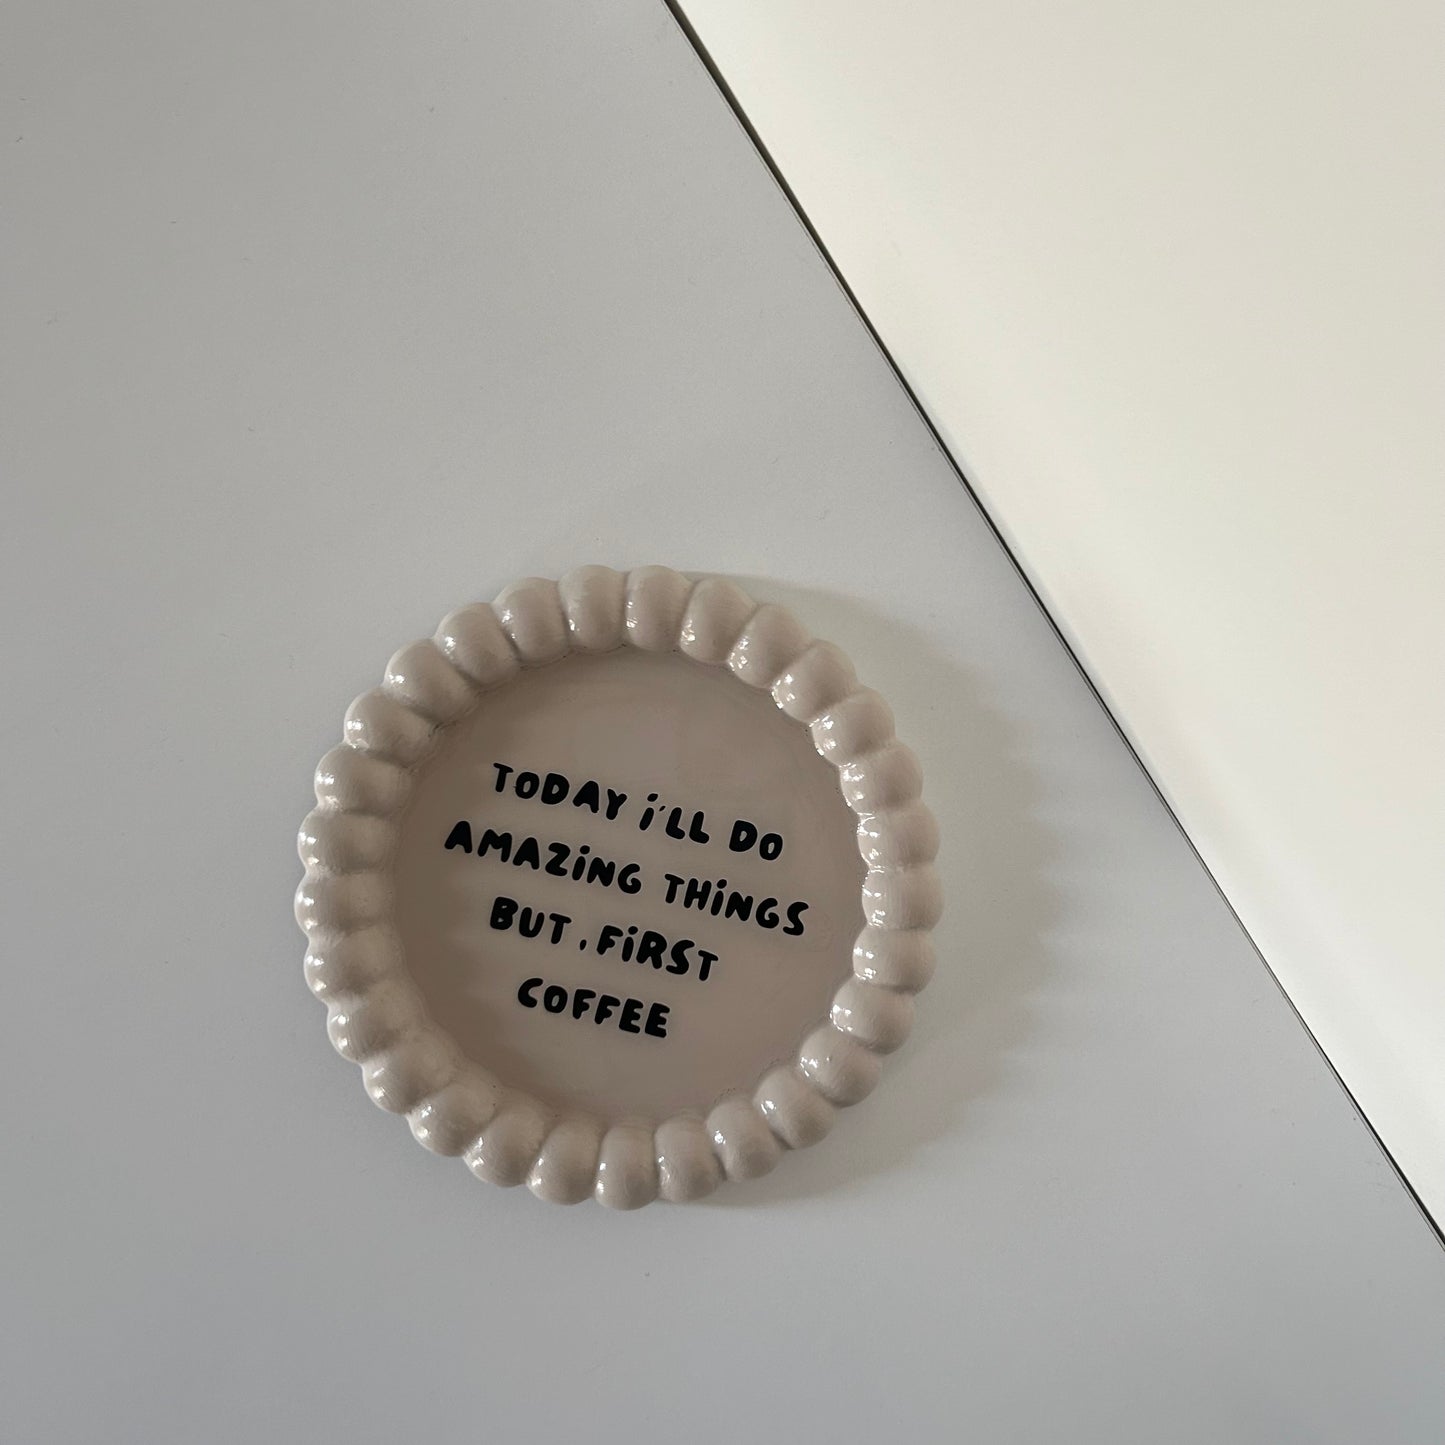 TODAY i'LL DO
AMAZiNG THiNGS
BUT, FiRST
COFFEE